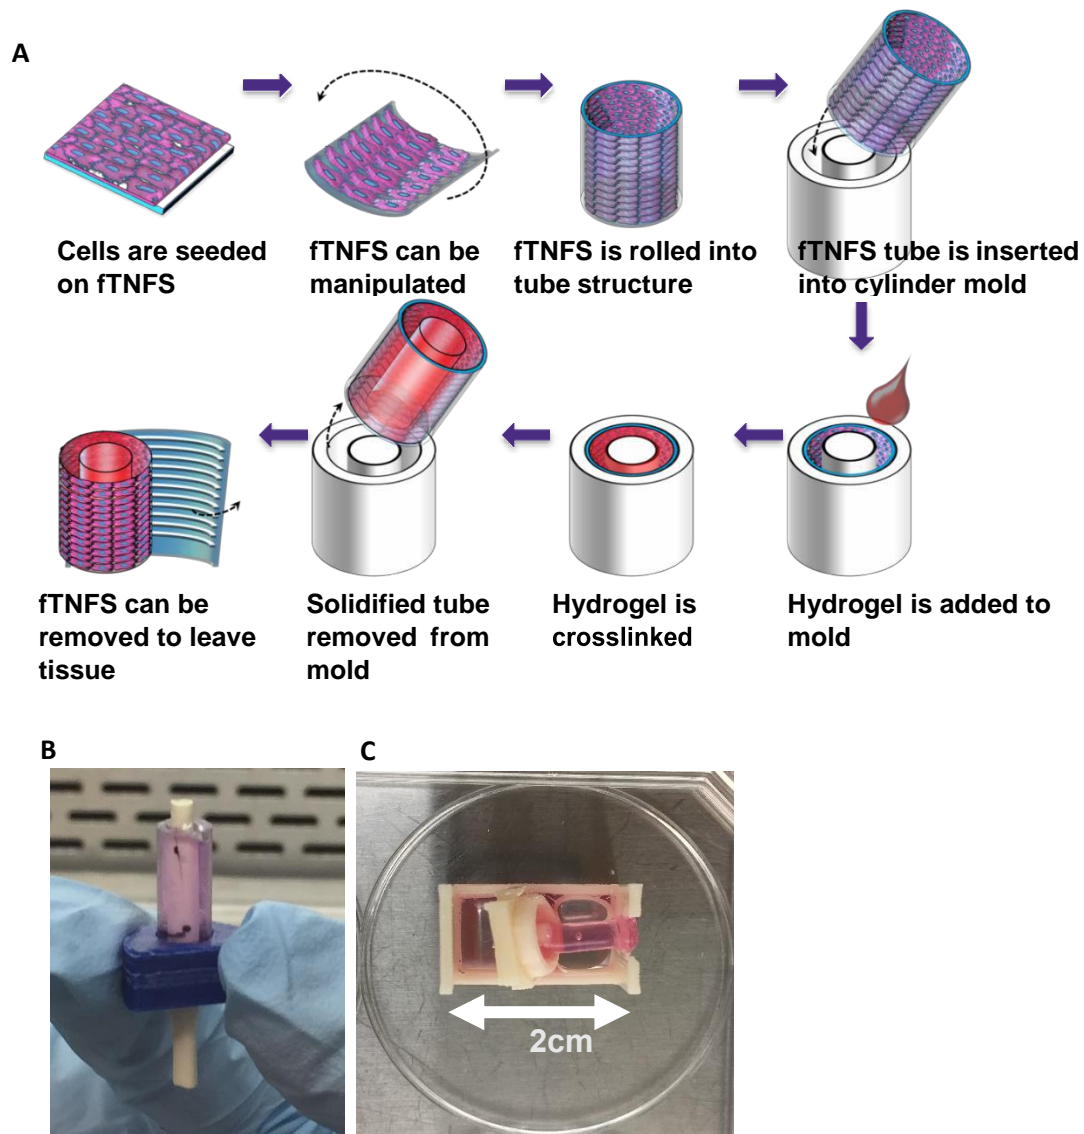 A
Cells are seeded
on fTNFS
fTNFS can be
manipulated
fTNFS is rolled into
tube structure
fTNFS tube is inserted
into cylinder mold
fTNFS can be
removed to leave
tissue
Solidified tube
removed from
mold
Hydrogel is
crosslinked
Hydrogel is added to
mold
B
C
2cm